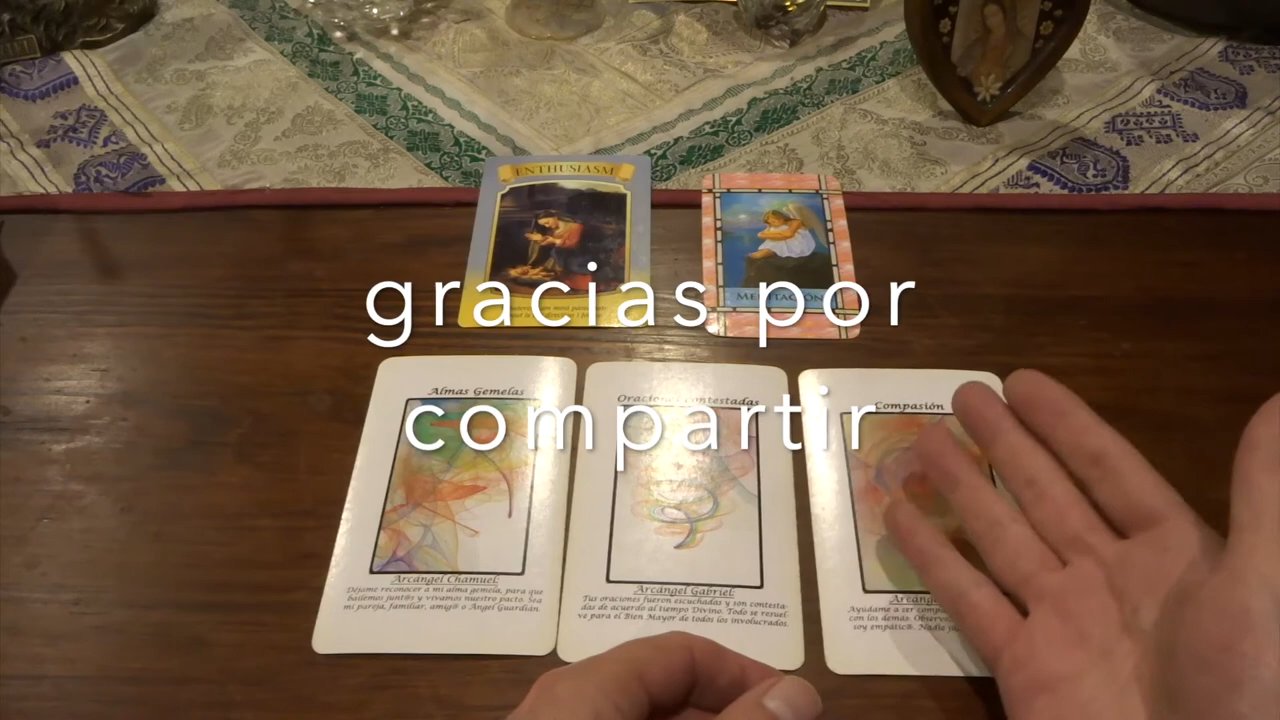 ENTHUSIASM
MEDITACIÓN
gracias por
compartir
Almas Gemelas
Arcángel Chamuel:
Déjame reconocer a mi alma gemela, para que
bailemos junt@s y vivamos nuestro pacto. Sea
mi pareja, familiar, amig@ o Ángel Guardián.
Oraciones contestadas
Arcángel Gabriel:
Tus oraciones fueron escuchadas y son contesta-
das de acuerdo al tiempo Divino. Todo se resuel-
ve para el Bien Mayor de todos los involucrados.
Compasión
Ayúdame a ser
con los demás.
soy empátic@. Nadie